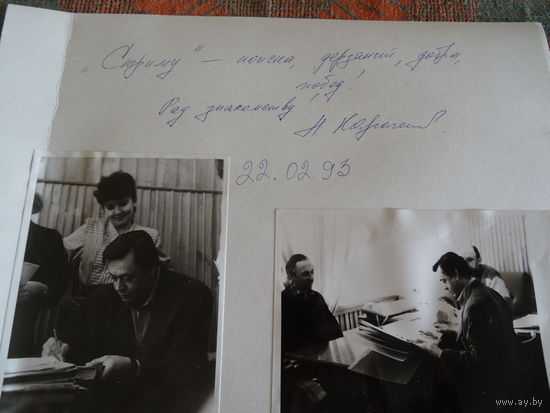 „Стриму“ – поиска, дерзаний, добра,
побед!
Рад знакомству,
Н
22.02.93
www.ay.by